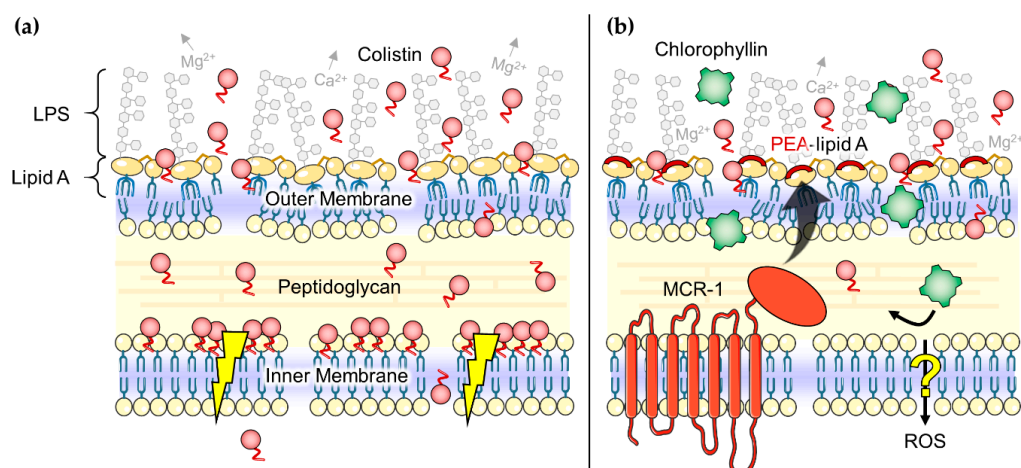 (a)
Mg2+
Ca2+
Colistin
Mg2+
LPS
Lipid A
Outer Membrane
Peptidoglycan
Inner Membrane
(b)
Chlorophyllin
Ca2+
Mg2+
PEA-lipid A
Mg2+
MCR-1
?
ROS